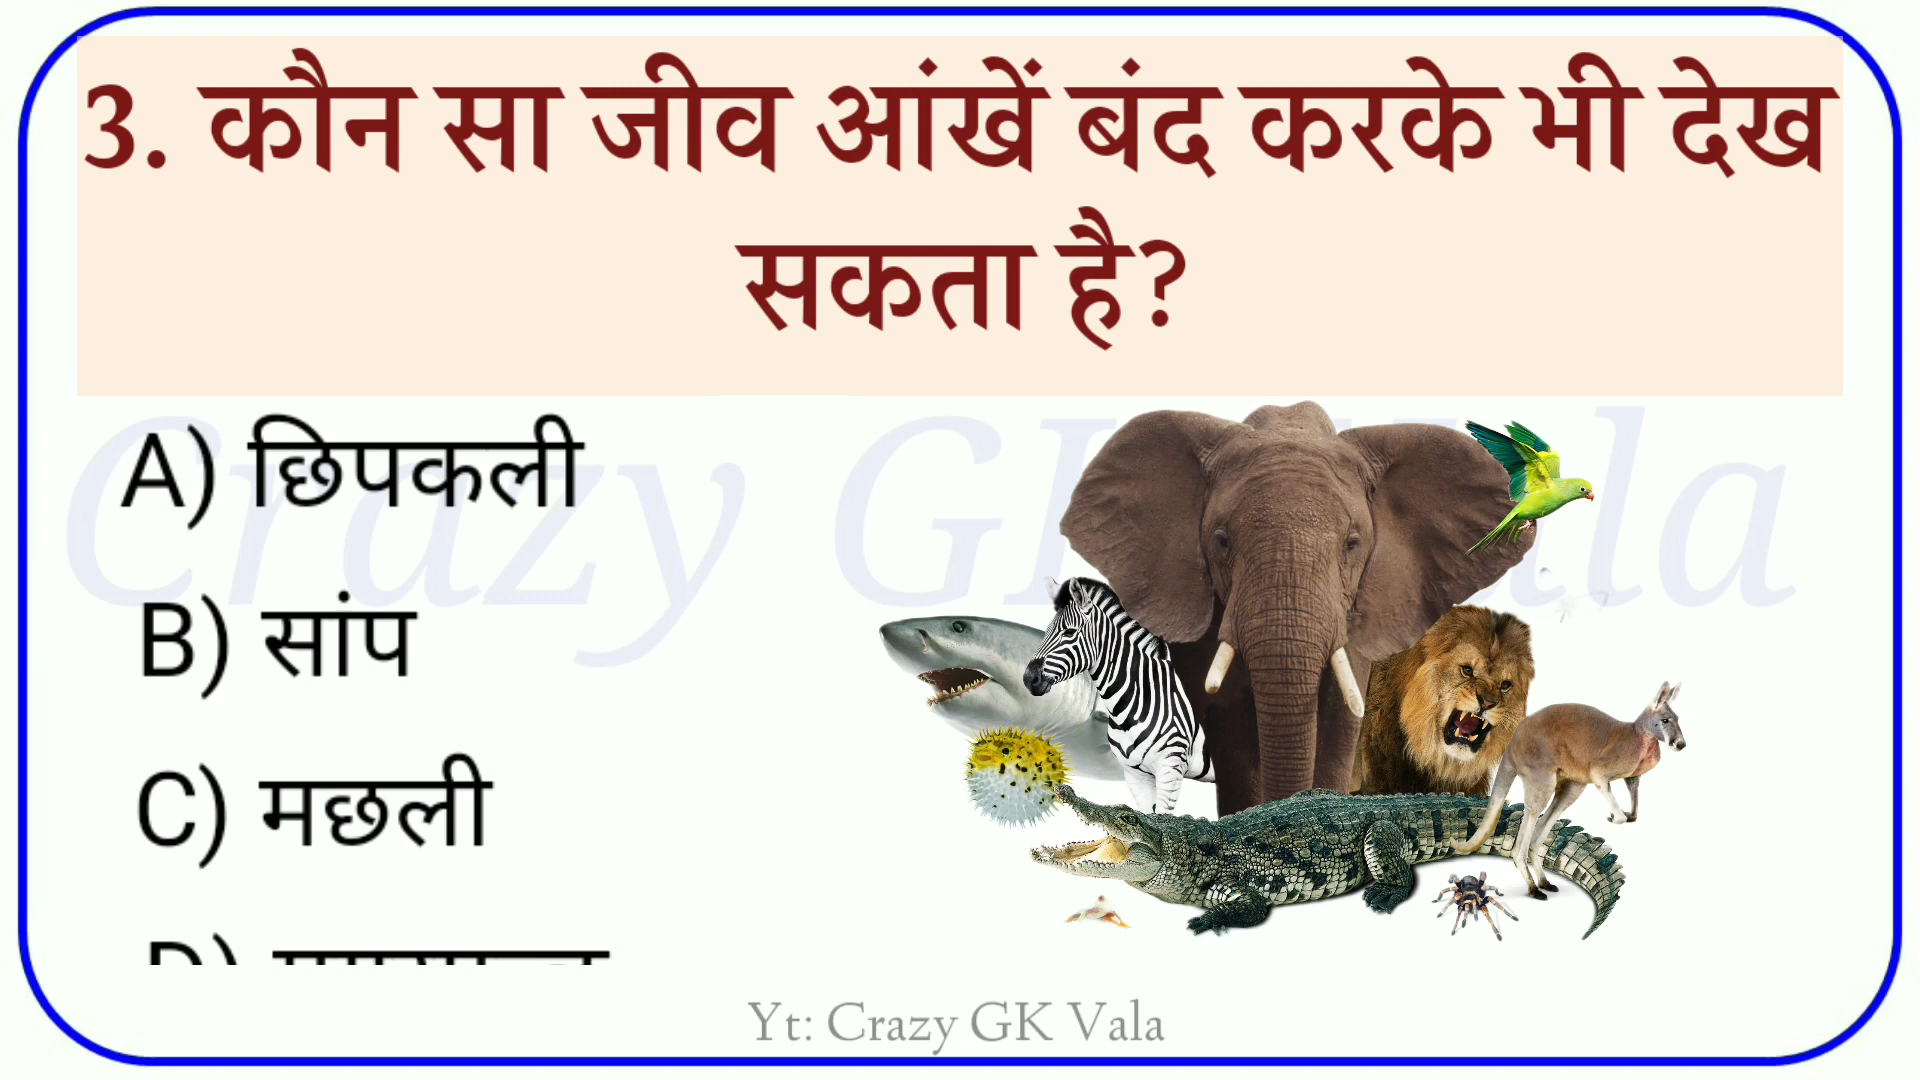 3. कौन सा जीव आंखें बंद करके भी देख
सकता है?
Crazy GK Vala
A) छिपकली
B) सांप
C) मछली
D)
Yt: Crazy GK Vala